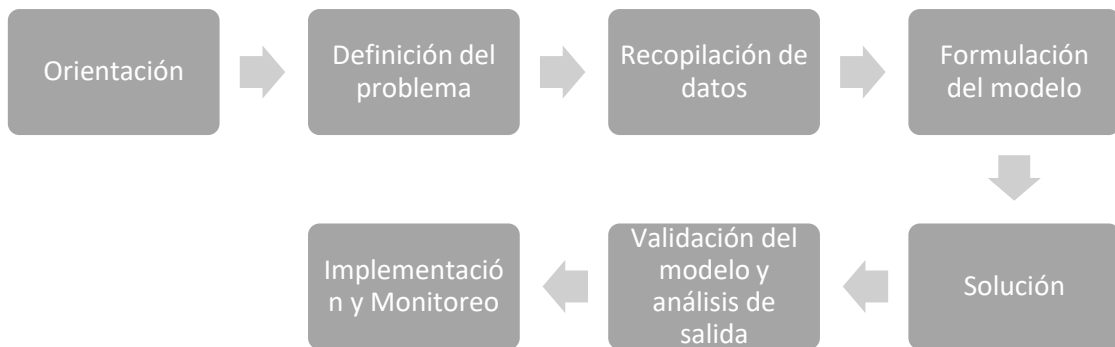 Orientación
Definición del
problema
Recopilación de
datos
Formulación
del modelo
Solución
Validación del
modelo y
análisis de
salida
Implementació
n y Monitoreo